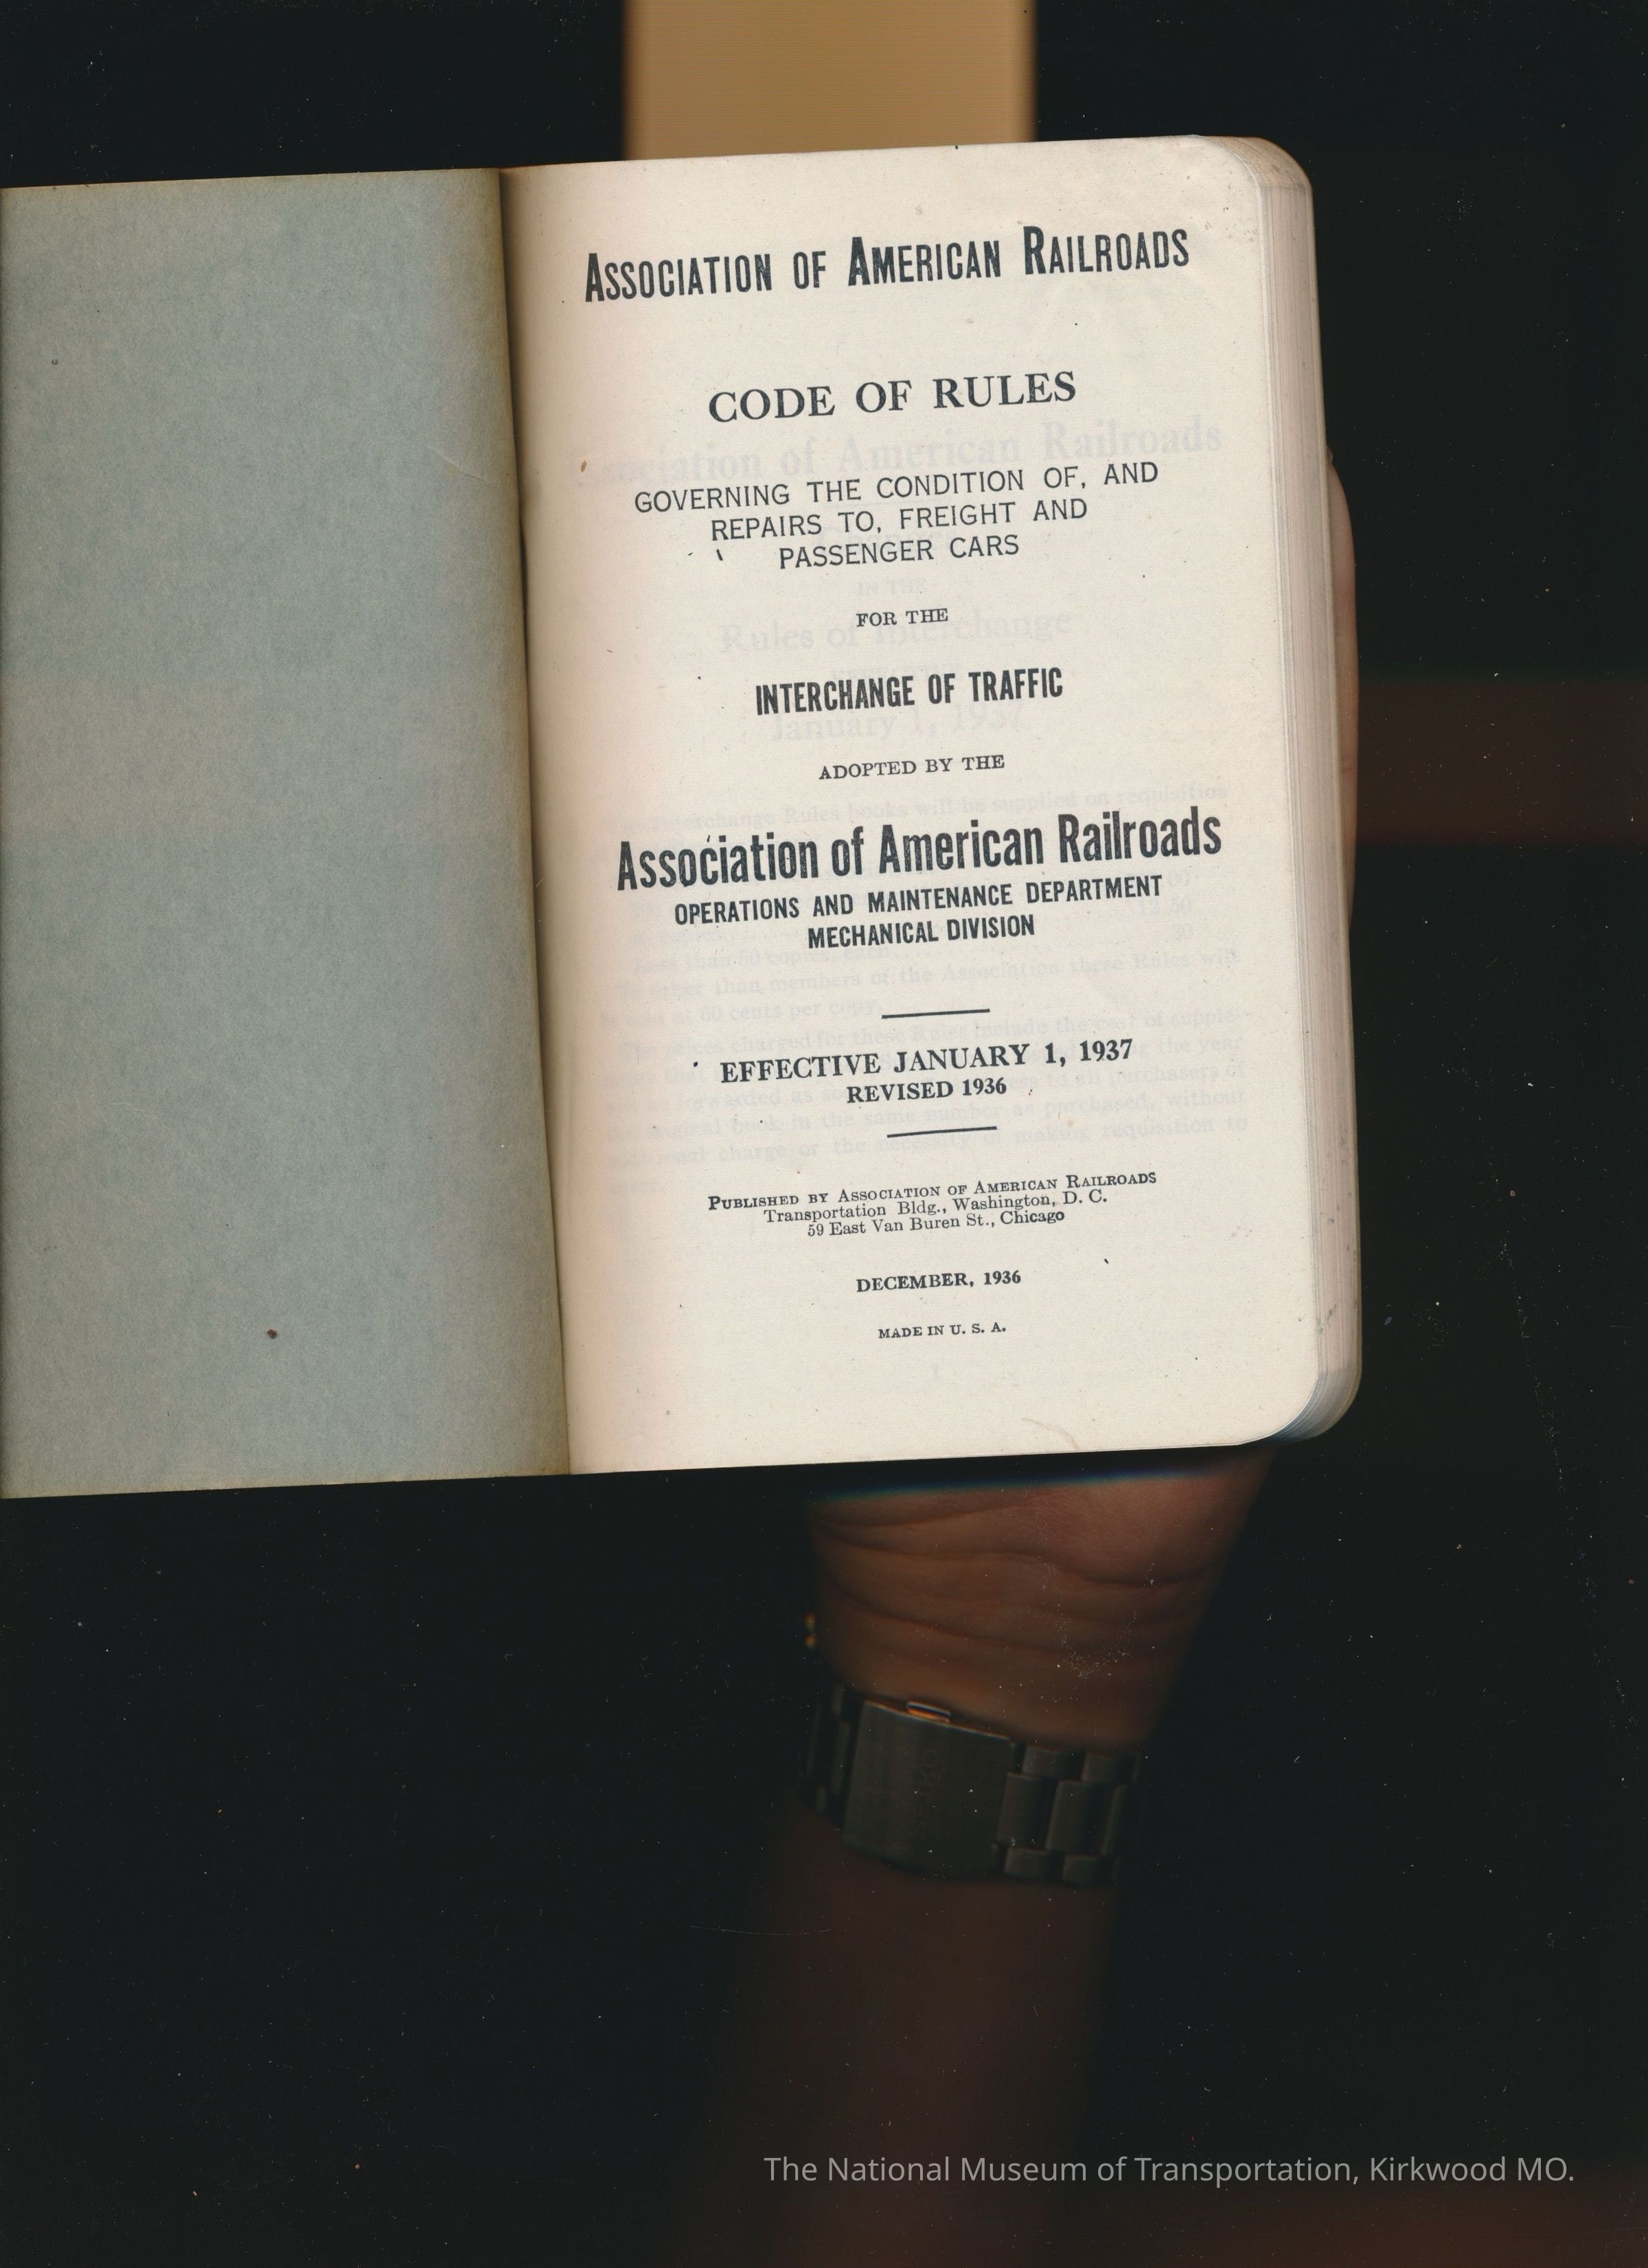 ASSOCIATION OF AMERICAN RAILROADS
CODE OF RULES
GOVERNING THE CONDITION OF, AND
REPAIRS TO, FREIGHT AND
PASSENGER CARS
FOR THE
INTERCHANGE OF TRAFFIC
ADOPTED BY THE
Association of American Railroads
OPERATIONS AND MAINTENANCE DEPARTMENT
MECHANICAL DIVISION
EFFECTIVE JANUARY 1, 1937
REVISED 1936
PUBLISHED BY ASSOCIATION OF AMERICAN RAILROADS
Transportation Bldg., Washington, D. C.
59 East Van Buren St., Chicago
DECEMBER, 1936
MADE IN U. S. A.
The National Museum of Transportation, Kirkwood MO.